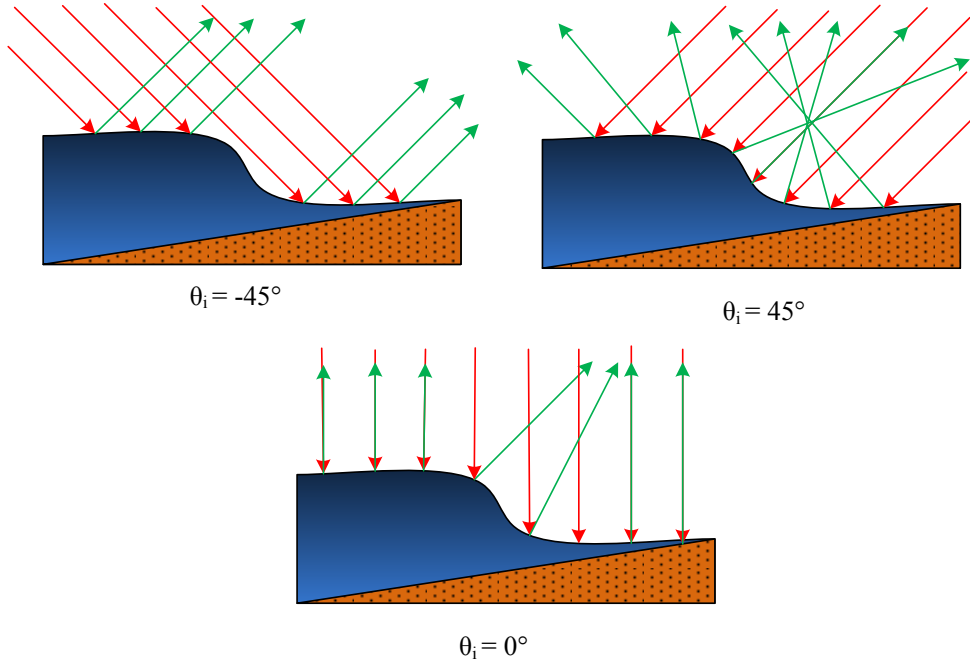 θi = -45°
θi = 45°
θi = 0°